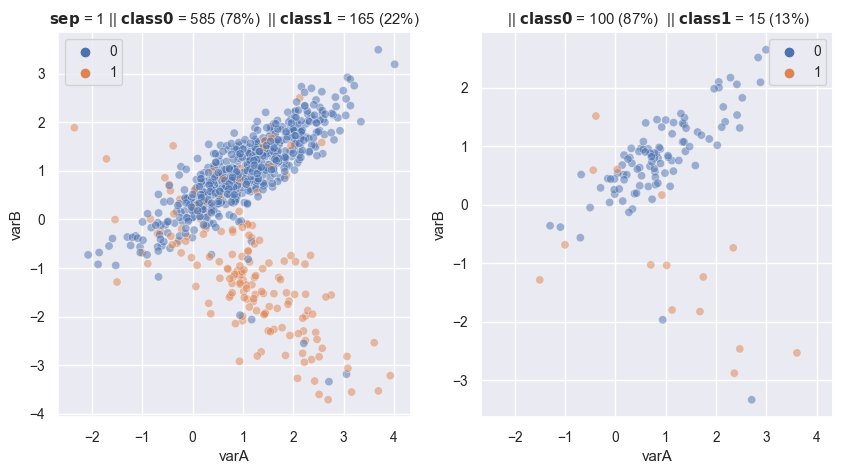 sep = 1 || class0 = 585 (78%) || class1 = 165 (22%)
0
1
3
2
1
0
−1
−2
−3
−4
varB
−2 −1 0 1 2 3 4
varA
|| class0 = 100 (87%) || class1 = 15 (13%)
0
1
2
1
0
−1
−2
−3
varB
−2 −1 0 1 2 3 4
varA